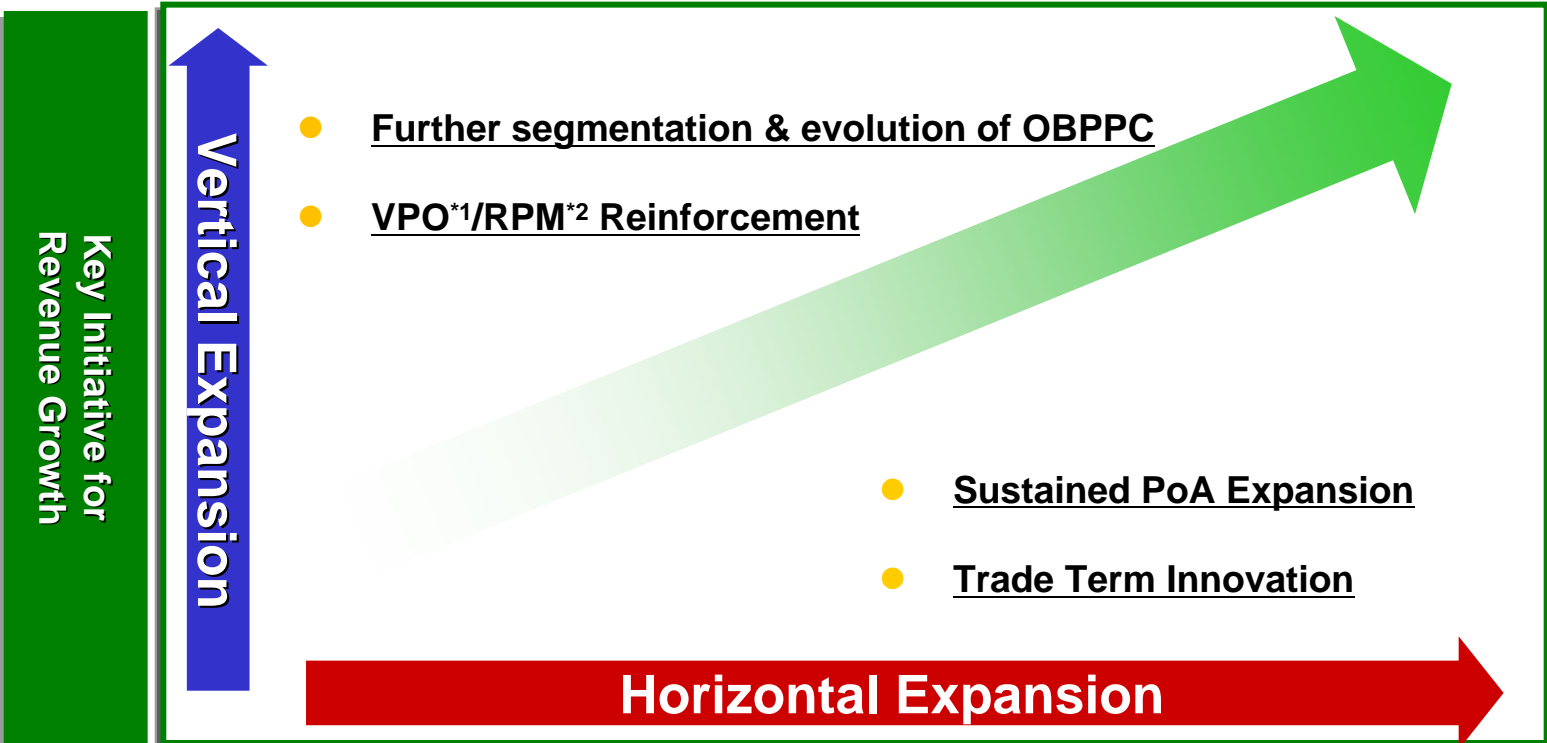 Key Initiative for
Revenue Growth
Vertical Expansion
Further segmentation & evolution of OBPPC
VPO*1/RPM*2 Reinforcement
Sustained PoA Expansion
Trade Term Innovation
Horizontal Expansion